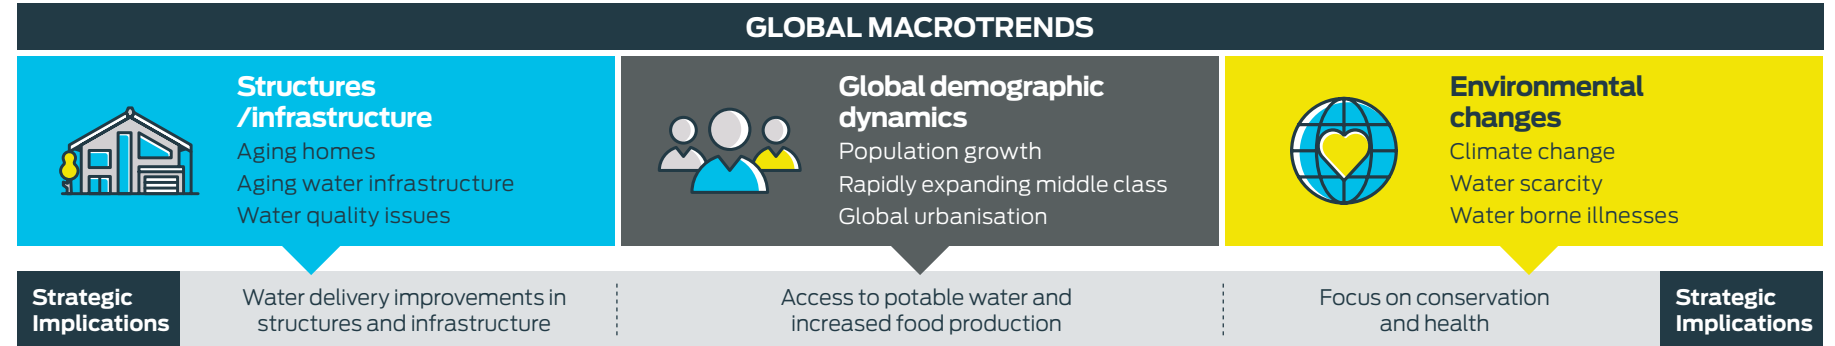 GLOBAL MACROTRENDS
Structures
/infrastructure
Aging homes
Aging water infrastructure
Water quality issues
Global demographic
dynamics
Population growth
Rapidly expanding middle class
Global urbanisation
Environmental
changes
Climate change
Water scarcity
Water borne illnesses
Strategic
Implications
Water delivery improvements in
structures and infrastructure
Access to potable water and
increased food production
Focus on conservation
and health
Strategic
Implications